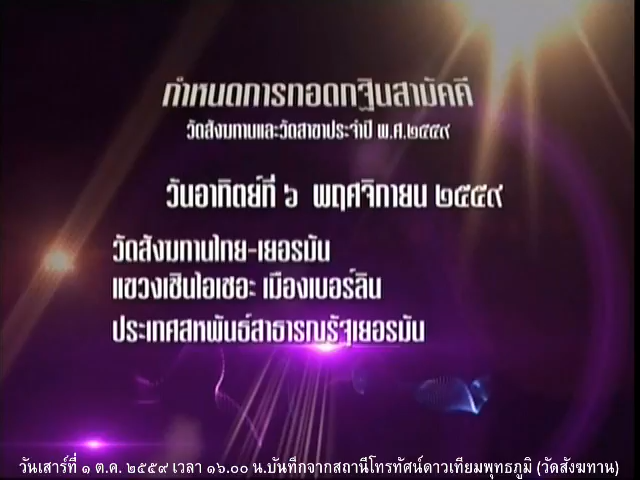 กำหนดการทอดกฐินสามัคคี
วัดสังฆทานและวัดสาขาประจำปี พ.ศ.๒๕๕๙
วันอาทิตย์ที่ ๖ พฤศจิกายน ๒๕๕๙
วัดสังฆทานไทย-เยอรมัน
แขวงเชินไอเชอะ เมืองเบอร์ลิน
ประเทศสหพันธ์สาธารณรัฐเยอรมัน
วันเสาร์ที่ ๑ ต.ค. ๒๕๕๙ เวลา ๑๖.๐๐ น.บันทึกจากสถานีโทรทัศน์ดาวเทียมพุทธภูมิ (วัดสังฆทาน)